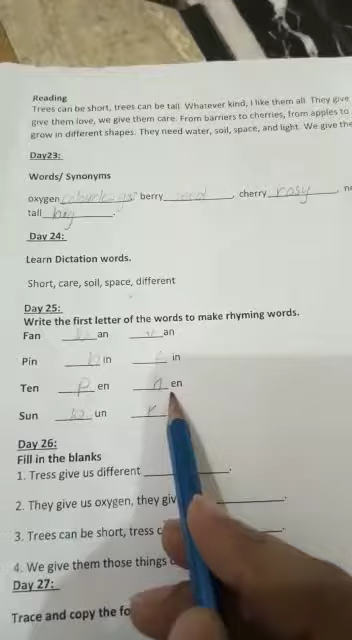 Reading
Trees can be short, trees can be tall. Whatever kind, I like them all. They give
give them love, we give them care. From barriers to cherries, from apples to
grow in different shapes. They need water, soil, space, and light. We give the
Day23:
Words/ Synonyms
oxygen berry , cherry rosy ,
tall big .
Day 24:
Learn Dictation words.
Short, care, soil, space, different
Day 25:
Write the first letter of the words to make rhyming words.
Fan an an
Pin in in
Ten p en h en
Sun un r
Day 26:
Fill in the blanks
1. Tress give us different .
2. They give us oxygen, they giv .
3. Trees can be short, tress .
4. We give them those things
Day 27:
Trace and copy the fo